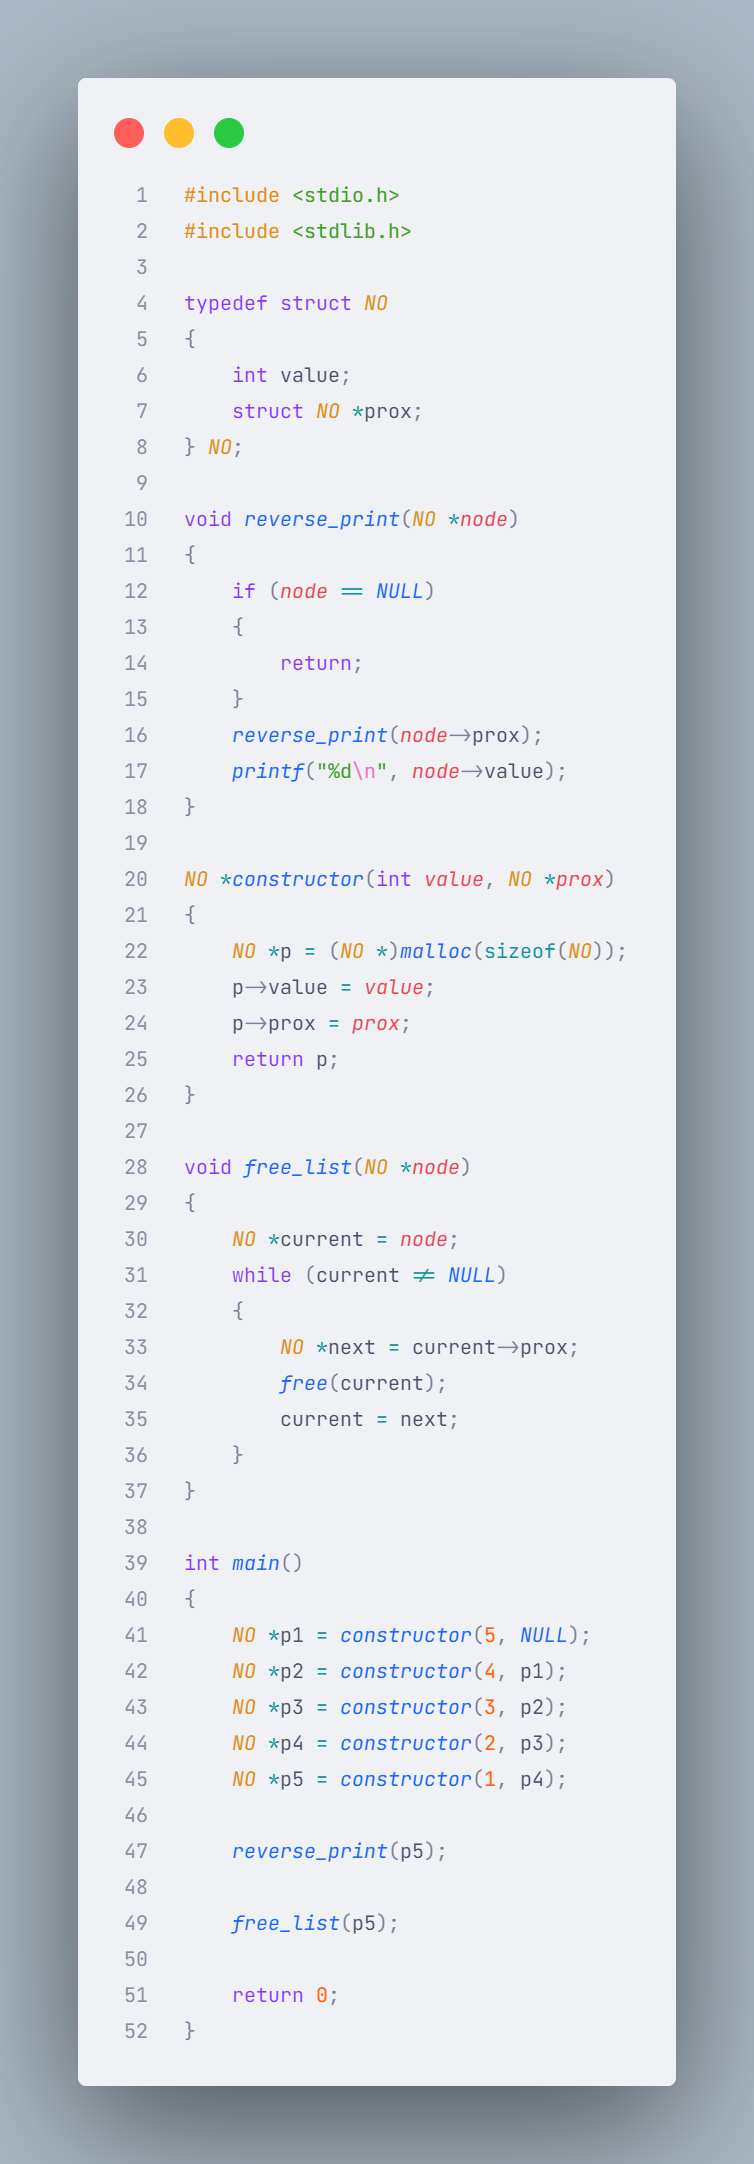 1 #include <stdio.h>
2 #include <stdlib.h>
3
4 typedef struct NO
5 {
6     int value;
7     struct NO *prox;
8 } NO;
9
10 void reverse_print(NO *node)
11 {
12     if (node == NULL)
13     {
14         return;
15     }
16     reverse_print(node->prox);
17     printf("%d\n", node->value);
18 }
19
20 NO *constructor(int value, NO *prox)
21 {
22     NO *p = (NO *)malloc(sizeof(NO));
23     p->value = value;
24     p->prox = prox;
25     return p;
26 }
27
28 void free_list(NO *node)
29 {
30     NO *current = node;
31     while (current != NULL)
32     {
33         NO *next = current->prox;
34         free(current);
35         current = next;
36     }
37 }
38
39 int main()
40 {
41     NO *p1 = constructor(5, NULL);
42     NO *p2 = constructor(4, p1);
43     NO *p3 = constructor(3, p2);
44     NO *p4 = constructor(2, p3);
45     NO *p5 = constructor(1, p4);
46
47     reverse_print(p5);
48
49     free_list(p5);
50
51     return 0;
52 }